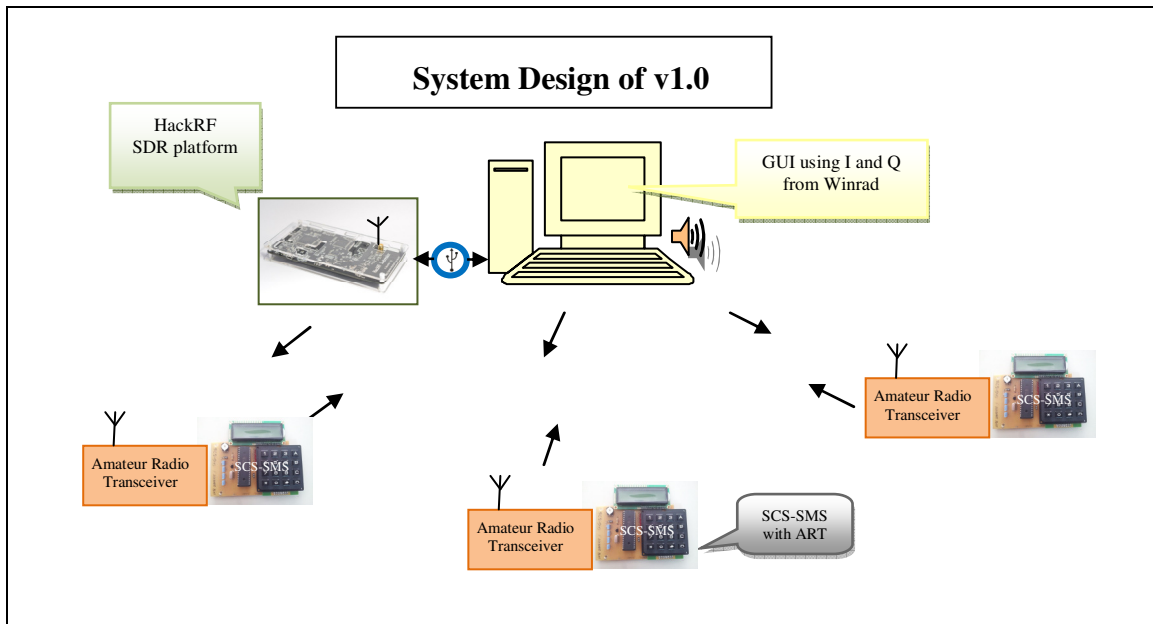 System Design of v1.0
HackRF
SDR platform
GUI using I and Q
from Winrad
Amateur Radio
Transceiver
SCS-SMS
Amateur Radio
Transceiver
SCS-SMS
Amateur Radio
Transceiver
SCS-SMS
SCS-SMS
with ART